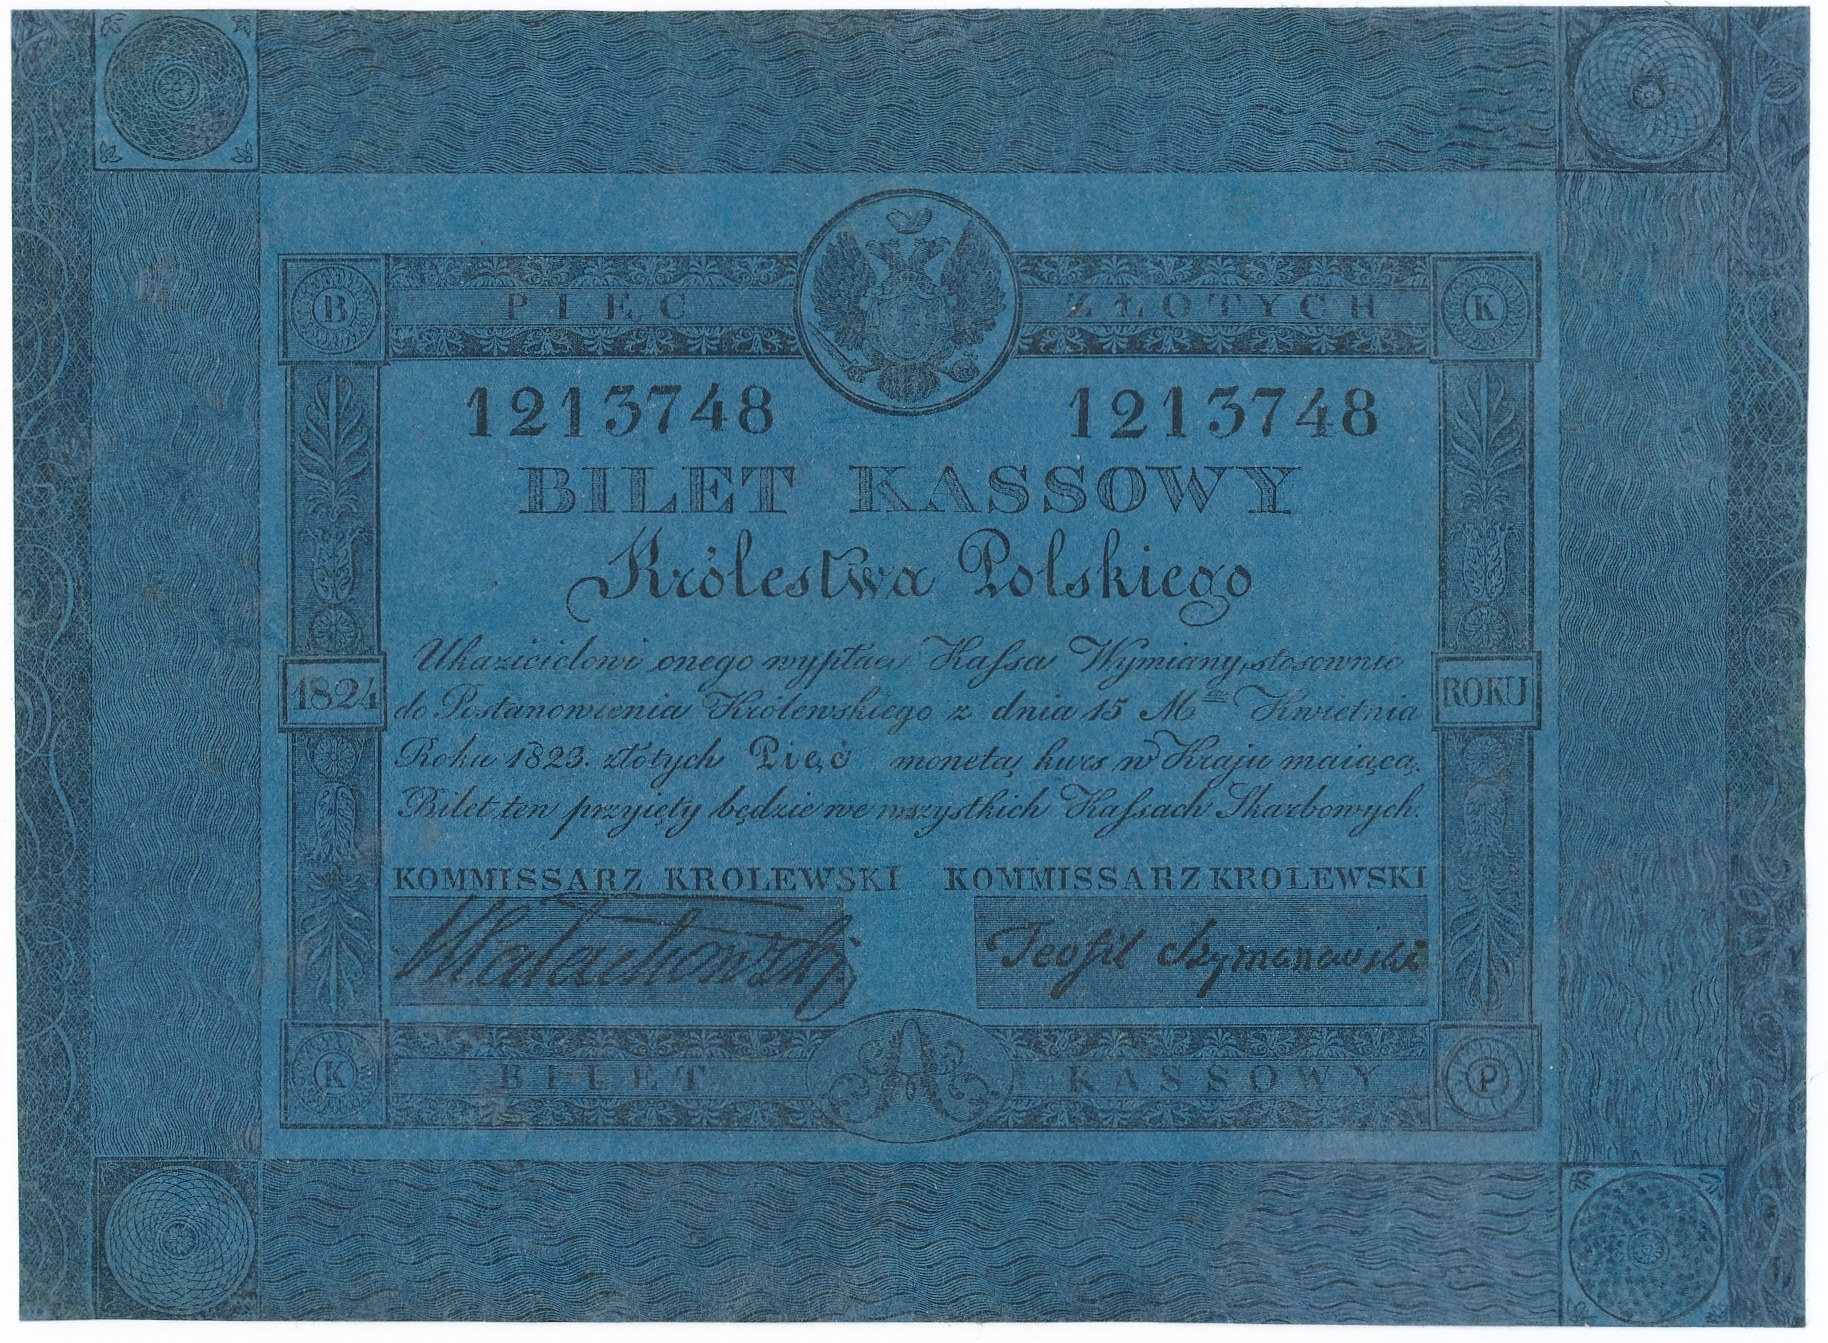 B PIĘĆ ZŁOTYCH K
1213748 1213748
BILET KASSOWY
Królestwa Polskiego
Ukazicielowi onego wypłaci Kaſsa Wymiany, stosownie
1824 do Postanowienia Królewskiego z dnia 15 Mca Kwietnia ROKU
Roku 1823. złotych Pięć monetą kurs w Kraju maiącą.
Bilet ten przyięty będzie we wszystkich Kaſsach Skarbowych.
KOMMISSARZ KROLEWSKI KOMMISSARZ KROLEWSKI
Teofil Szymanowski
K BILET A KASSOWY P